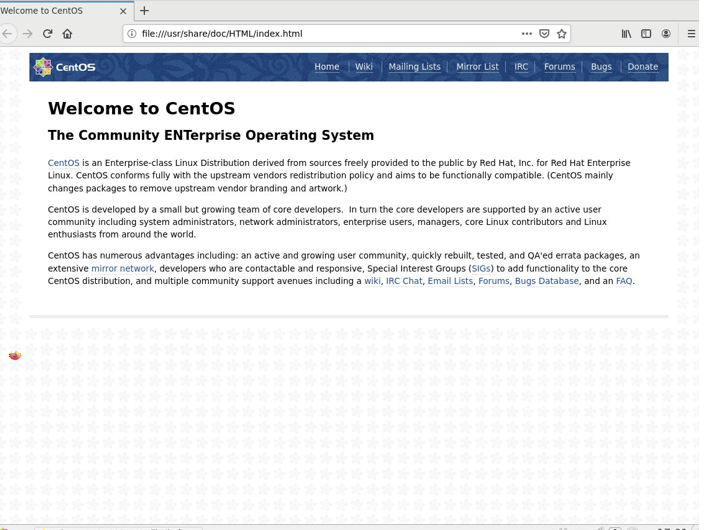 Welcome to CentOS
file:///usr/share/doc/HTML/index.html
CentOS
Home
Wiki
Mailing Lists
Mirror List
IRC
Forums
Bugs
Donate
Welcome to CentOS
The Community ENTerprise Operating System
CentOS is an Enterprise-class Linux Distribution derived from sources freely provided to the public by Red Hat, Inc. for Red Hat Enterprise
Linux. CentOS conforms fully with the upstream vendors redistribution policy and aims to be functionally compatible. (CentOS mainly
changes packages to remove upstream vendor branding and artwork.)
CentOS is developed by a small but growing team of core developers. In turn the core developers are supported by an active user
community including system administrators, network administrators, enterprise users, managers, core Linux contributors and Linux
enthusiasts from around the world.
CentOS has numerous advantages including: an active and growing user community, quickly rebuilt, tested, and QA'ed errata packages, an
extensive mirror network, developers who are contactable and responsive, Special Interest Groups (SIGs) to add functionality to the core
CentOS distribution, and multiple community support avenues including a wiki, IRC Chat, Email Lists, Forums, Bugs Database, and an FAQ.